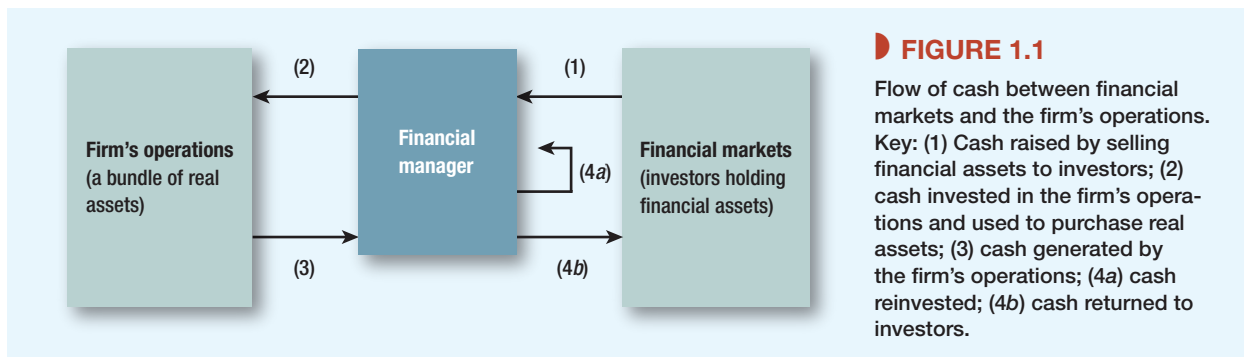 (2)
(1)
Firm's operations
(a bundle of real
assets)
Financial
manager
(4a)
Financial markets
(investors holding
financial assets)
(3)
(4b)
FIGURE 1.1
Flow of cash between financial
markets and the firm's operations.
Key: (1) Cash raised by selling
financial assets to investors; (2)
cash invested in the firm's opera-
tions and used to purchase real
assets; (3) cash generated by
the firm's operations; (4a) cash
reinvested; (4b) cash returned to
investors.